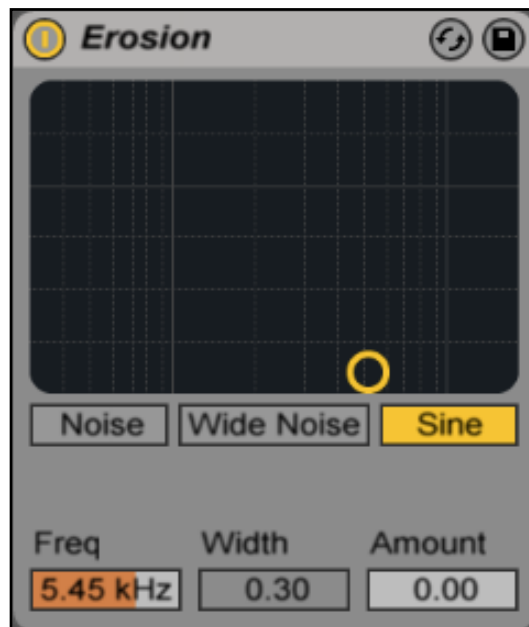 Erosion
Noise Wide Noise Sine
Freq Width Amount
5.45 kHz 0.30 0.00